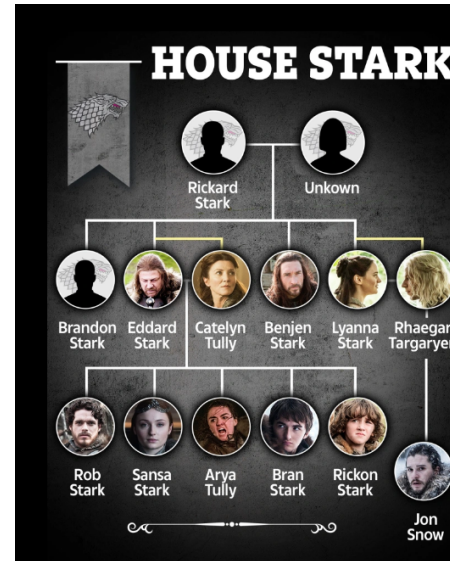 HOUSE STARK
Rickard
Stark
Unkown
Brandon
Stark
Eddard
Stark
Catelyn
Tully
Benjen
Stark
Lyanna
Stark
Rhaegar
Targaryen
Rob
Stark
Sansa
Stark
Arya
Tully
Bran
Stark
Rickon
Stark
Jon
Snow